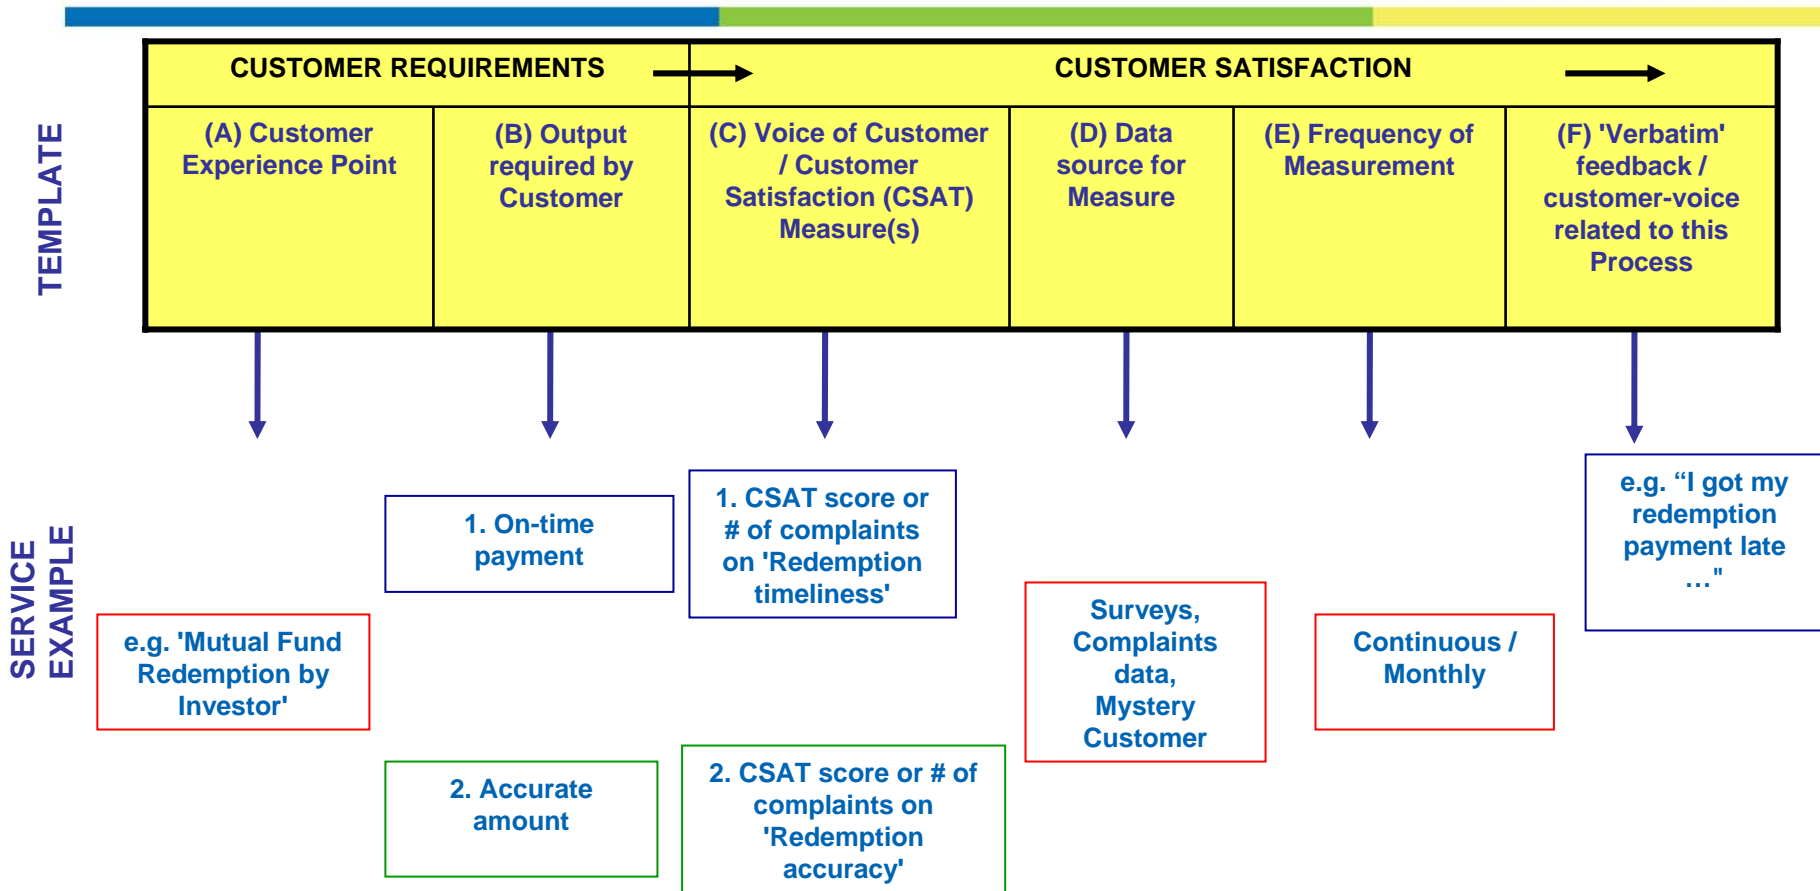 CUSTOMER REQUIREMENTS
CUSTOMER SATISFACTION
TEMPLATE
(A) Customer
Experience Point
(B) Output
required by
Customer
(C) Voice of Customer
/ Customer
Satisfaction (CSAT)
Measure(s)
(D) Data
source for
Measure
(E) Frequency of
Measurement
(F) 'Verbatim'
feedback /
customer-voice
related to this
Process
SERVICE
EXAMPLE
e.g. 'Mutual Fund
Redemption by
Investor'
1. On-time
payment
2. Accurate
amount
1. CSAT score or
# of complaints
on 'Redemption
timeliness'
2. CSAT score or # of
complaints on
'Redemption
accuracy'
Surveys,
Complaints
data,
Mystery
Customer
Continuous /
Monthly
e.g. “I got my
redemption
payment late
…"